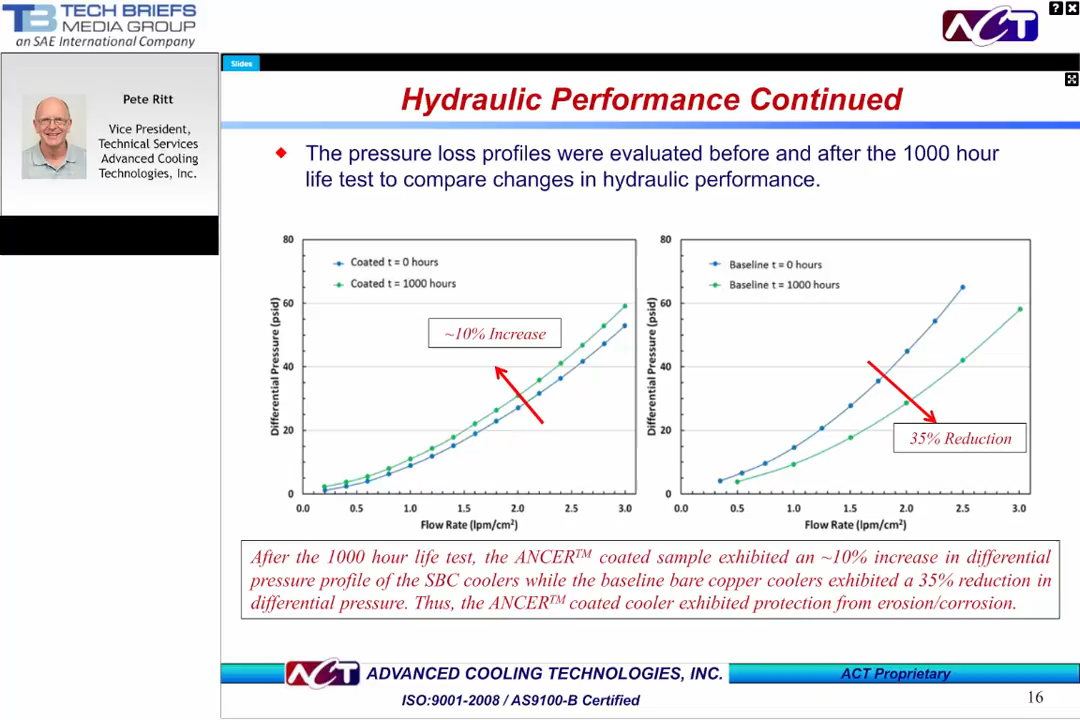 TB TECH BRIEFS
MEDIA GROUP
an SAE International Company
ACT
?
Slides
Pete Ritt
Vice President,
Technical Services
Advanced Cooling
Technologies, Inc.
Hydraulic Performance Continued
The pressure loss profiles were evaluated before and after the 1000 hour
life test to compare changes in hydraulic performance.
80
60
40
20
0
Differential Pressure (psid)
Coated t = 0 hours
Coated t = 1000 hours
~10% Increase
0.0 0.5 1.0 1.5 2.0 2.5 3.0
Flow Rate (lpm/cm²)
80
60
40
20
0
Differential Pressure (psid)
Baseline t = 0 hours
Baseline t = 1000 hours
35% Reduction
0.0 0.5 1.0 1.5 2.0 2.5 3.0
Flow Rate (lpm/cm²)
After the 1000 hour life test, the ANCER™ coated sample exhibited an ~10% increase in differential
pressure profile of the SBC coolers while the baseline bare copper coolers exhibited a 35% reduction in
differential pressure. Thus, the ANCER™ coated cooler exhibited protection from erosion/corrosion.
ACT ADVANCED COOLING TECHNOLOGIES, INC.
ACT Proprietary
ISO:9001-2008 / AS9100-B Certified
16